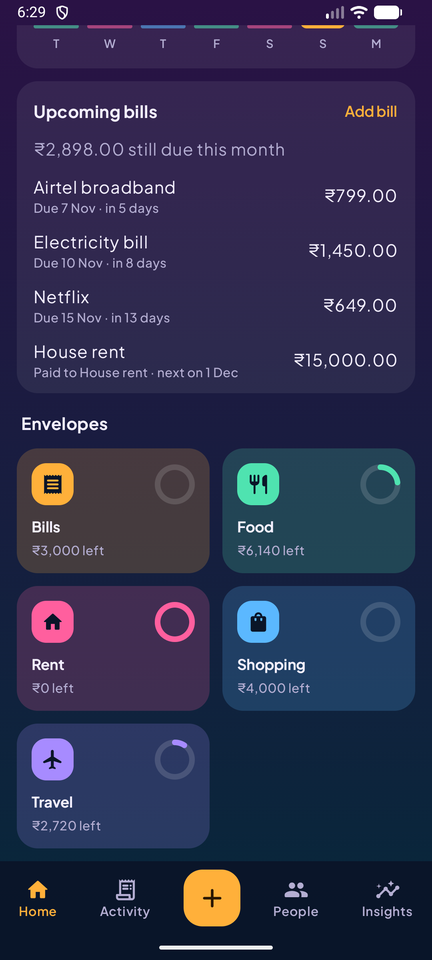 6:29
T W T F S S M
Upcoming bills Add bill
₹2,898.00 still due this month
Airtel broadband
₹799.00
Due 7 Nov · in 5 days
Electricity bill
₹1,450.00
Due 10 Nov · in 8 days
Netflix
₹649.00
Due 15 Nov · in 13 days
House rent
₹15,000.00
Paid to House rent · next on 1 Dec
Envelopes
Bills
₹3,000 left
Food
₹6,140 left
Rent
₹0 left
Shopping
₹4,000 left
Travel
₹2,720 left
Home Activity People Insights